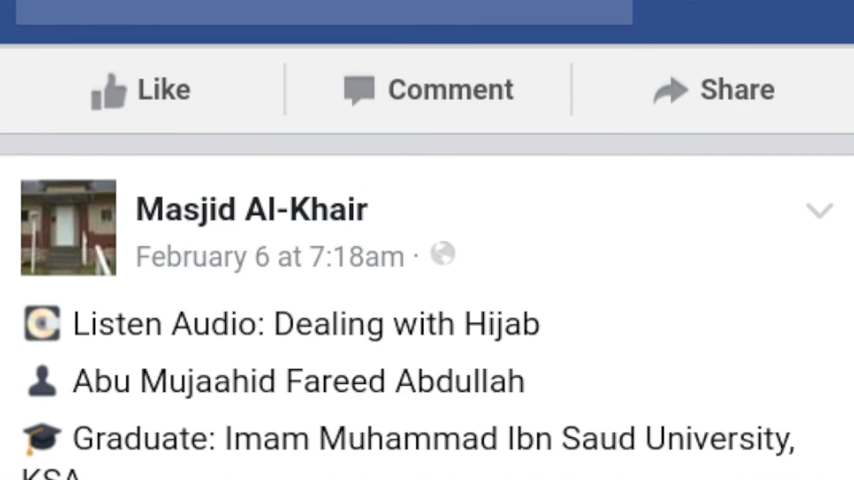 Like Comment Share
Masjid Al-Khair
February 6 at 7:18am ·
Listen Audio: Dealing with Hijab
Abu Mujaahid Fareed Abdullah
Graduate: Imam Muhammad Ibn Saud University,
KSA